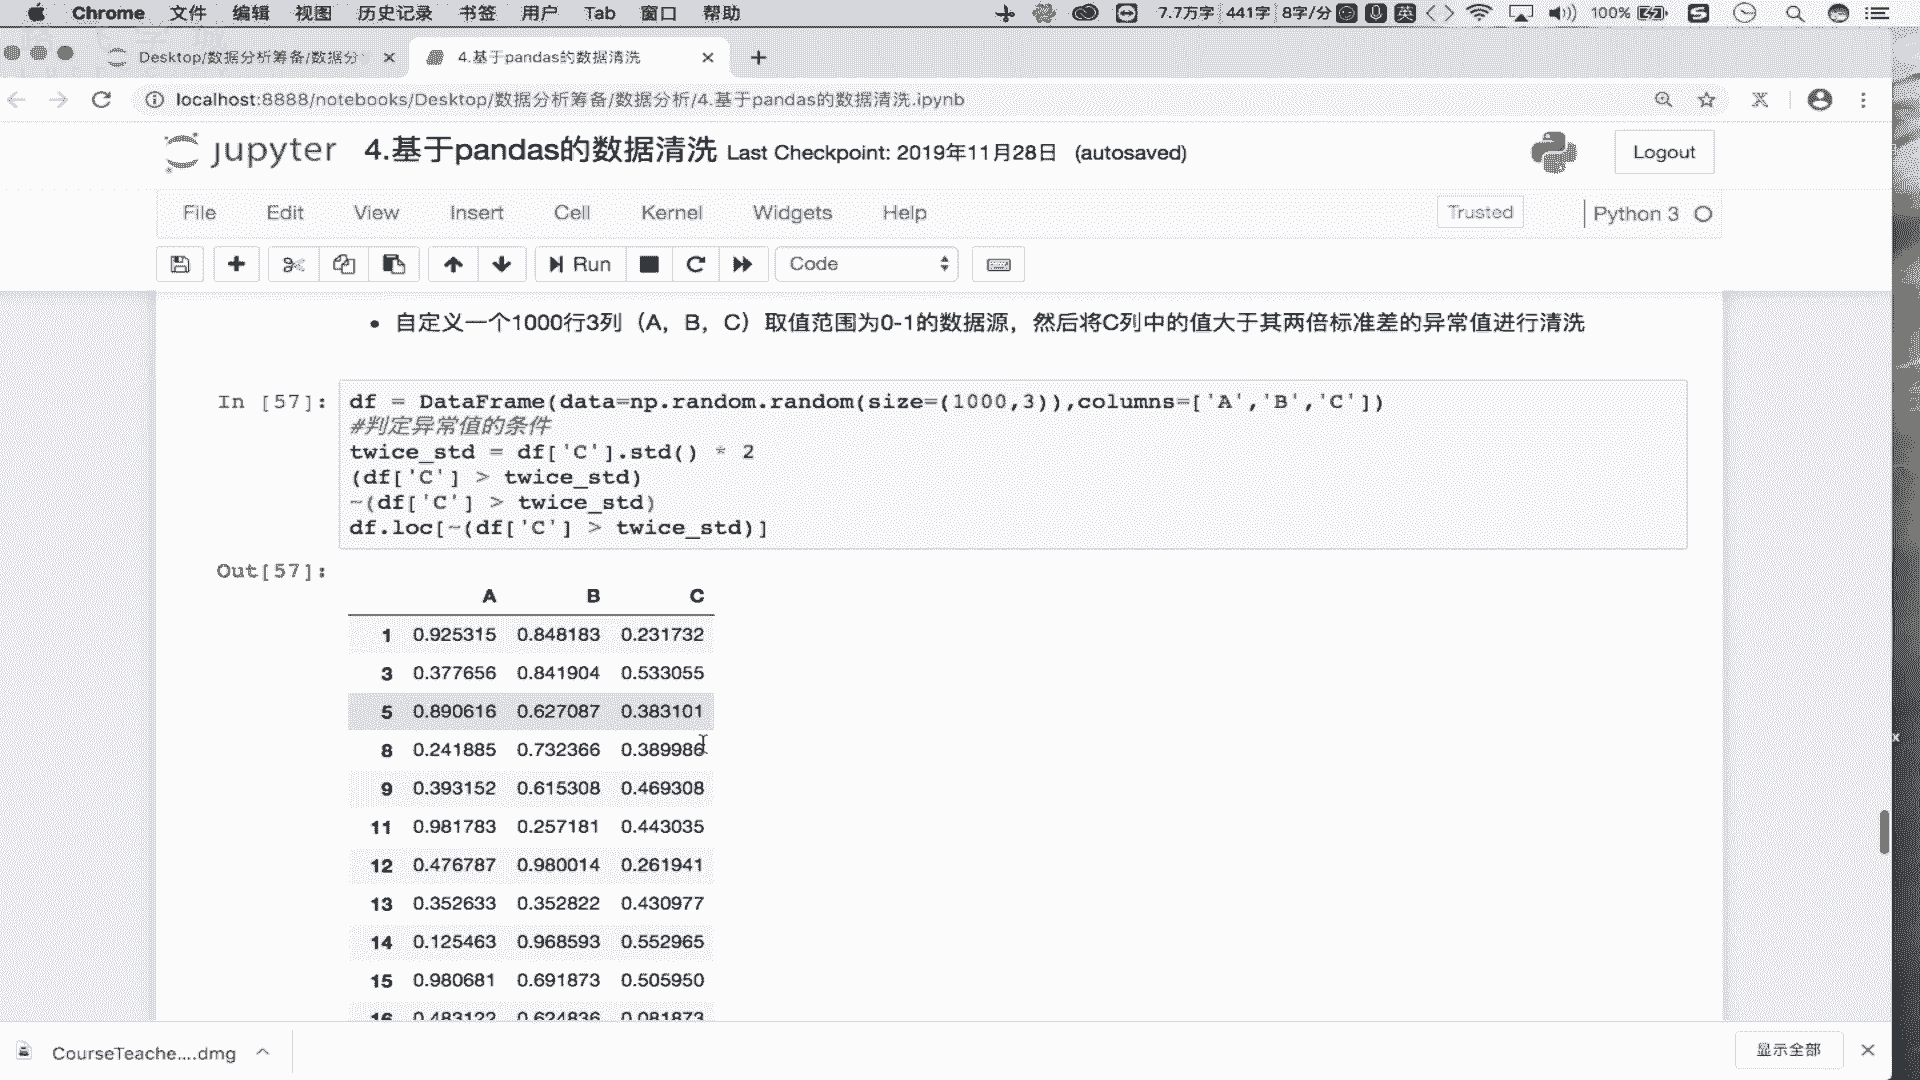 Chrome 文件 编辑 视图 历史记录 书签 用户 Tab 窗口 帮助 7.7万字 441字 8字/分 英 100%
Desktop/数据分析筹备/数据分 4.基于pandas的数据清洗
localhost:8888/notebooks/Desktop/数据分析筹备/数据分析/4.基于pandas的数据清洗.ipynb
jupyter 4.基于pandas的数据清洗 Last Checkpoint: 2019年11月28日 (autosaved) Logout
File Edit View Insert Cell Kernel Widgets Help Trusted Python 3
Run Code
• 自定义一个1000行3列（A，B，C）取值范围为0-1的数据源，然后将C列中的值大于其两倍标准差的异常值进行清洗
In [57]: df = DataFrame(data=np.random.random(size=(1000,3)),columns=['A','B','C'])
#判定异常值的条件
twice_std = df['C'].std() * 2
(df['C'] > twice_std)
~(df['C'] > twice_std)
df.loc[~(df['C'] > twice_std)]
Out[57]:
A B C
1 0.925315 0.848183 0.231732
3 0.377656 0.841904 0.533055
5 0.890616 0.627087 0.383101
8 0.241885 0.732366 0.389986
9 0.393152 0.615308 0.469308
11 0.981783 0.257181 0.443035
12 0.476787 0.980014 0.261941
13 0.352633 0.352822 0.430977
14 0.125463 0.968593 0.552965
15 0.980681 0.691873 0.505950
16 0.483122 0.624836 0.081873
CourseTeache....dmg 显示全部